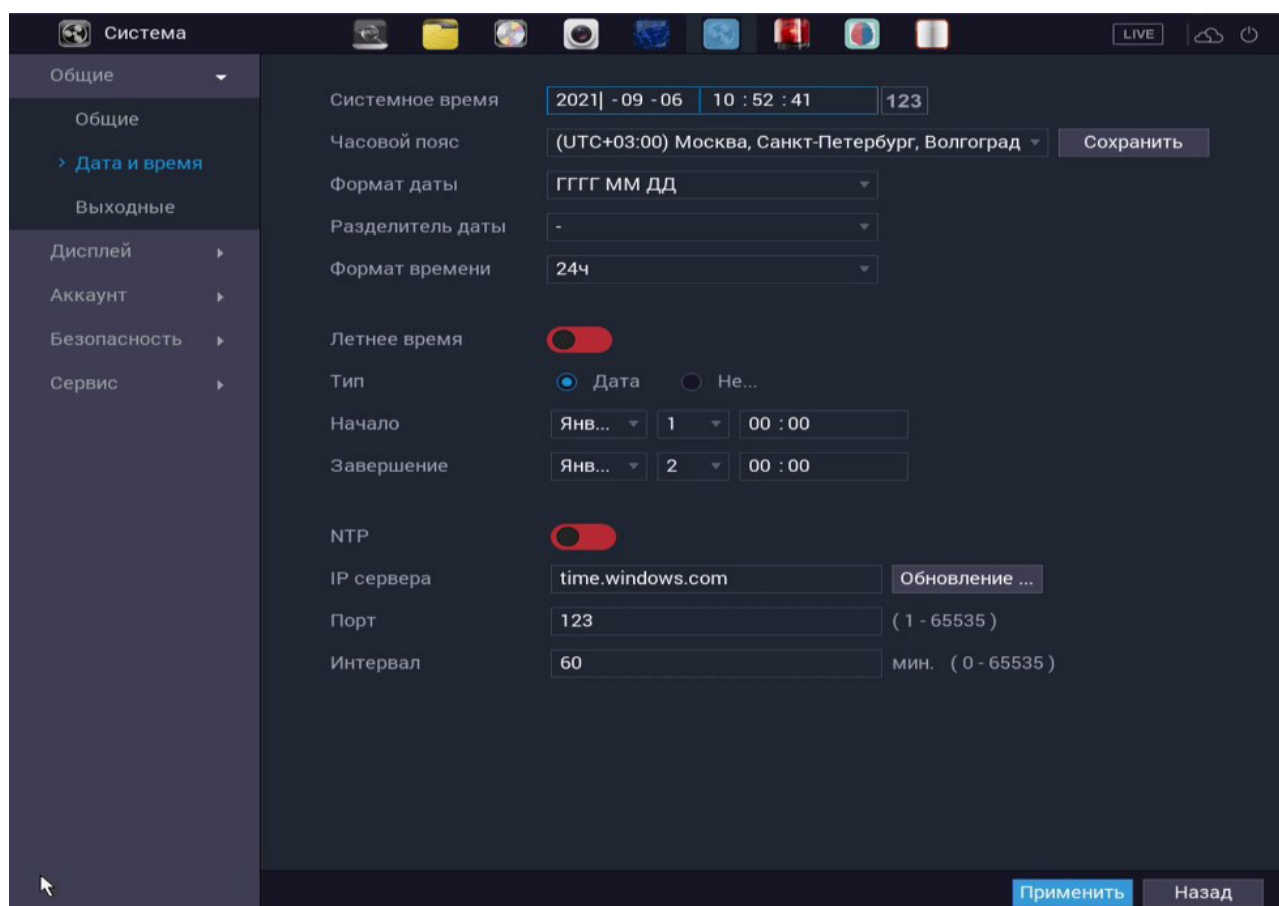 Система LIVE
Общие
Общие
Дата и время
Выходные
Дисплей
Аккаунт
Безопасность
Сервис
Системное время 2021 - 09 - 06 10 : 52 : 41 123
Часовой пояс (UTC+03:00) Москва, Санкт-Петербург, Волгоград Сохранить
Формат даты ГГГГ ММ ДД
Разделитель даты -
Формат времени 24ч
Летнее время
Тип Дата Не...
Начало Янв... 1 00 : 00
Завершение Янв... 2 00 : 00
NTP
IP сервера time.windows.com Обновление ...
Порт 123 ( 1 - 65535 )
Интервал 60 мин. ( 0 - 65535 )
Применить Назад